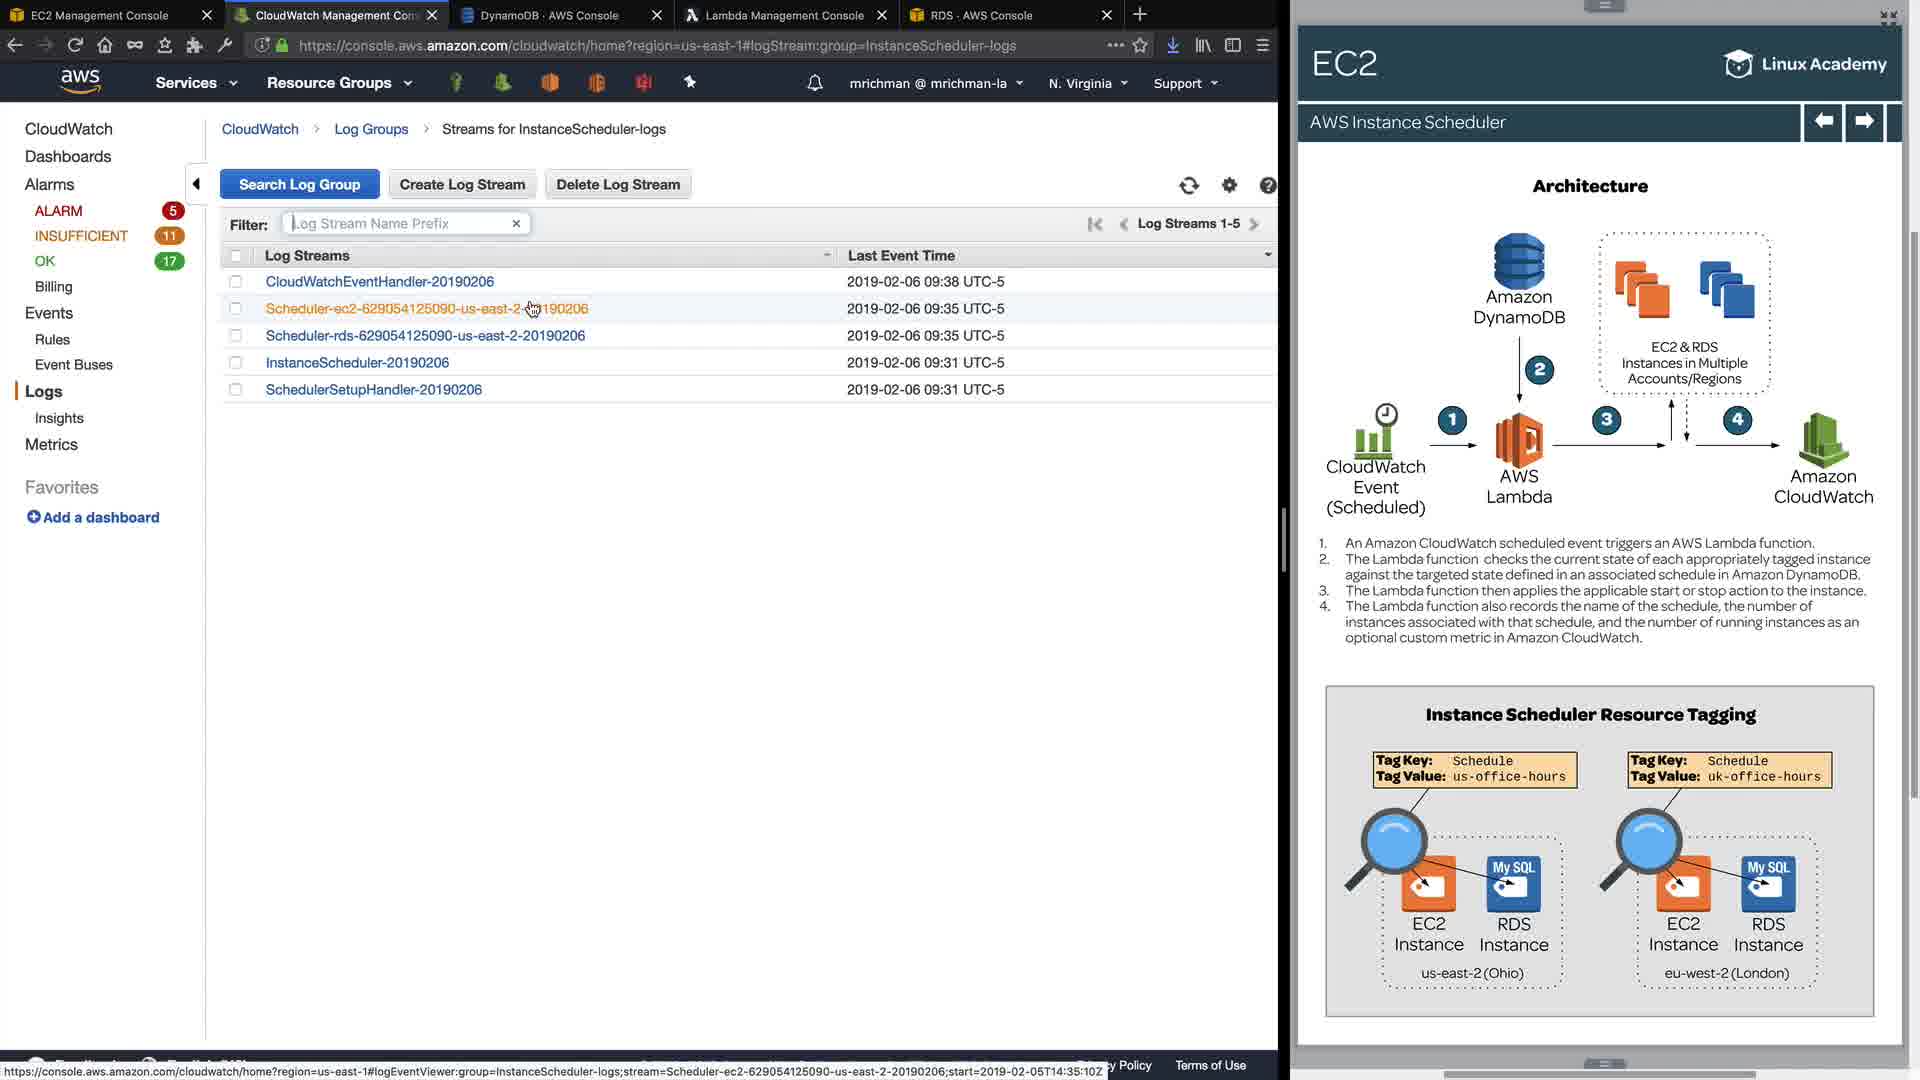 EC2 Management Console
CloudWatch Management Con
DynamoDB · AWS Console
Lambda Management Console
RDS · AWS Console
https://console.aws.amazon.com/cloudwatch/home?region=us-east-1#logStream:group=InstanceScheduler-logs
aws
Services
Resource Groups
mrichman @ mrichman-la
N. Virginia
Support
CloudWatch
Dashboards
Alarms
ALARM 5
INSUFFICIENT 11
OK 17
Billing
Events
Rules
Event Buses
Logs
Insights
Metrics
Favorites
Add a dashboard
CloudWatch > Log Groups > Streams for InstanceScheduler-logs
Search Log Group
Create Log Stream
Delete Log Stream
Filter: Log Stream Name Prefix
Log Streams 1-5
Log Streams Last Event Time
CloudWatchEventHandler-20190206 2019-02-06 09:38 UTC-5
Scheduler-ec2-629054125090-us-east-2-20190206 2019-02-06 09:35 UTC-5
Scheduler-rds-629054125090-us-east-2-20190206 2019-02-06 09:35 UTC-5
InstanceScheduler-20190206 2019-02-06 09:31 UTC-5
SchedulerSetupHandler-20190206 2019-02-06 09:31 UTC-5
Policy
Terms of Use
https://console.aws.amazon.com/cloudwatch/home?region=us-east-1#logEventViewer:group=InstanceScheduler-logs;stream=Scheduler-ec2-629054125090-us-east-2-20190206;start=2019-02-05T14:35:10Z
EC2
Linux Academy
AWS Instance Scheduler
Architecture
Amazon
DynamoDB
EC2 & RDS
Instances in Multiple
Accounts/Regions
2
1
3
4
CloudWatch
Event
(Scheduled)
AWS
Lambda
Amazon
CloudWatch
1. An Amazon CloudWatch scheduled event triggers an AWS Lambda function.
2. The Lambda function checks the current state of each appropriately tagged instance
against the targeted state defined in an associated schedule in Amazon DynamoDB.
3. The Lambda function then applies the applicable start or stop action to the instance.
4. The Lambda function also records the name of the schedule, the number of
instances associated with that schedule, and the number of running instances as an
optional custom metric in Amazon CloudWatch.
Instance Scheduler Resource Tagging
Tag Key: Schedule
Tag Value: us-office-hours
Tag Key: Schedule
Tag Value: uk-office-hours
My SQL
My SQL
EC2
Instance
RDS
Instance
EC2
Instance
RDS
Instance
us-east-2 (Ohio)
eu-west-2 (London)